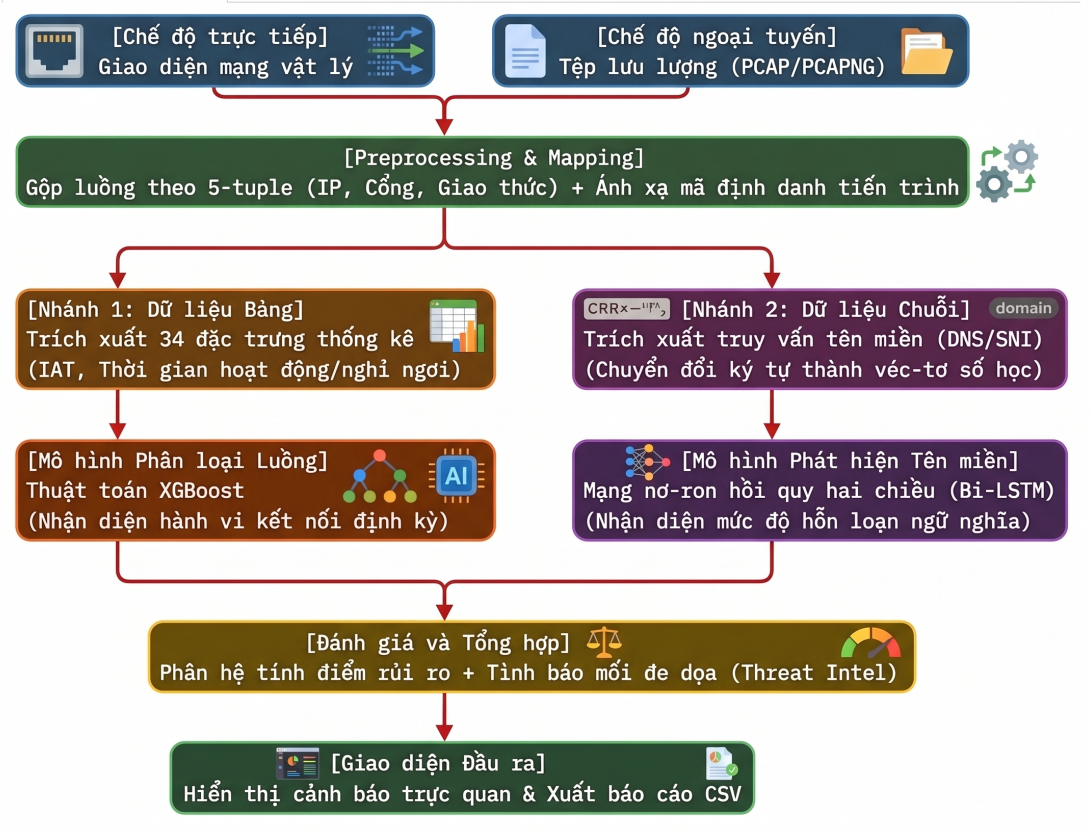 [Chế độ trực tiếp]
Giao diện mạng vật lý
[Chế độ ngoại tuyến]
Tệp lưu lượng (PCAP/PCAPNG)
[Preprocessing & Mapping]
Gộp luồng theo 5-tuple (IP, Cổng, Giao thức) + Ánh xạ mã định danh tiến trình
[Nhánh 1: Dữ liệu Bảng]
Trích xuất 34 đặc trưng thống kê
(IAT, Thời gian hoạt động/nghỉ ngơi)
[Nhánh 2: Dữ liệu Chuỗi]
domain
Trích xuất truy vấn tên miền (DNS/SNI)
(Chuyển đổi ký tự thành véc-tơ số học)
[Mô hình Phân loại Luồng]
Thuật toán XGBoost
(Nhận diện hành vi kết nối định kỳ)
AI
[Mô hình Phát hiện Tên miền]
Mạng nơ-ron hồi quy hai chiều (Bi-LSTM)
(Nhận diện mức độ hỗn loạn ngữ nghĩa)
[Đánh giá và Tổng hợp]
Phân hệ tính điểm rủi ro + Tình báo mối đe dọa (Threat Intel)
[Giao diện Đầu ra]
Hiển thị cảnh báo trực quan & Xuất báo cáo CSV